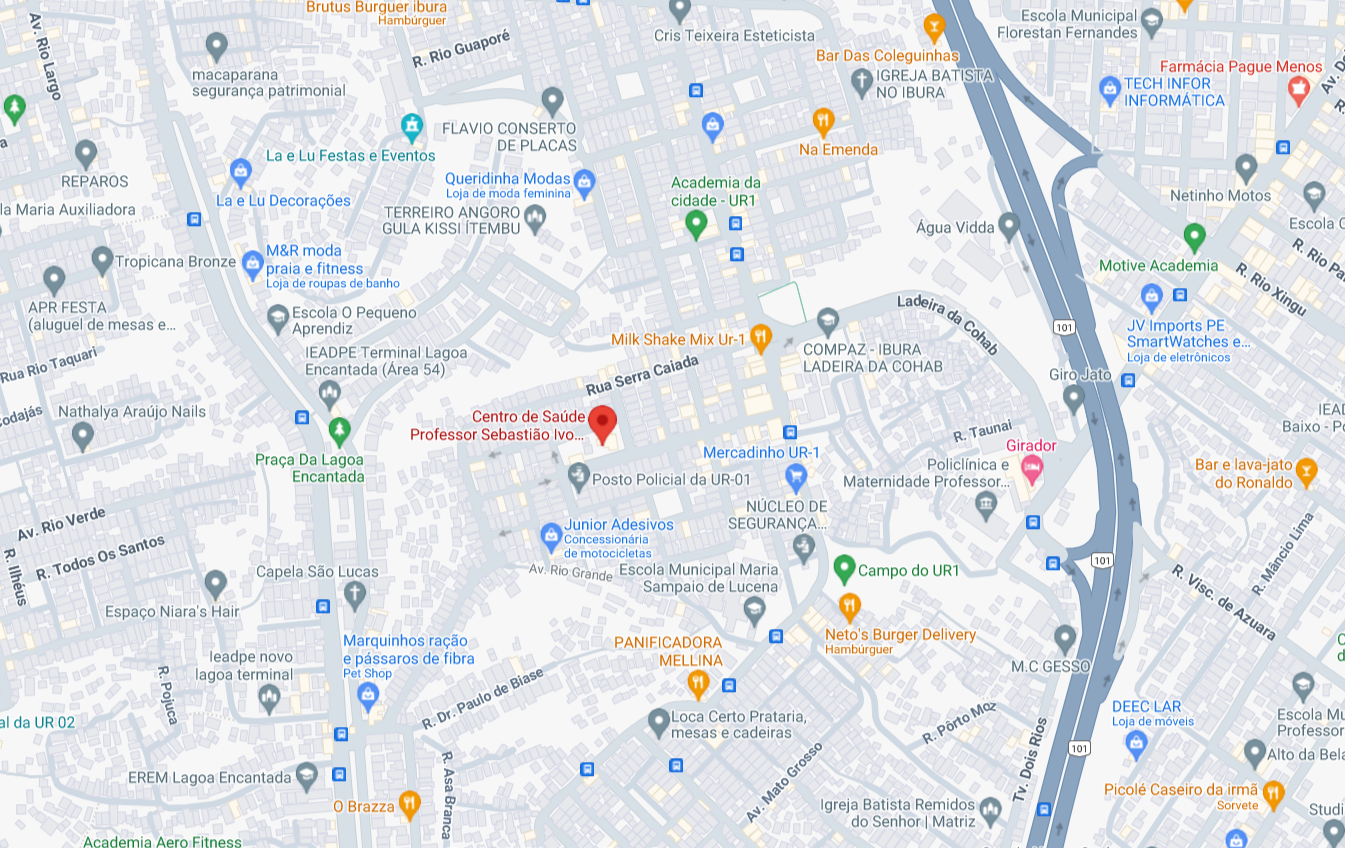 Brutus Burguer ibura
Hambúrguer
Av. Rio Largo
R. Rio Guaporé
macaparana
segurança patrimonial
Cris Teixeira Esteticista
Bar Das Coleguinhas
Escola Municipal
Florestan Fernandes
Farmácia Pague Menos
IGREJA BATISTA
NO IBURA
TECH INFOR
INFORMÁTICA
FLAVIO CONSERTO
DE PLACAS
Na Emenda
La e Lu Festas e Eventos
REPAROS
La e Lu Decorações
Queridinha Modas
Loja de moda feminina
Academia da
cidade - UR1
Netinho Motos
la Maria Auxiliadora
TERREIRO ANGORO
GULA KISSI ITEMBU
Água Vidda
Escola
Tropicana Bronze
M&R moda
praia e fitness
Loja de roupas de banho
Motive Academia
R. Rio
R. Rio Xingu
APR FESTA
(aluguel de mesas e...
Escola O Pequeno
Aprendiz
Ladeira da Cohab
101
JV Imports PE
SmartWatches e...
Loja de eletrônicos
Milk Shake Mix Ur-1
IEADPE Terminal Lagoa
Encantada (Área 54)
COMPAZ - IBURA
LADEIRA DA COHAB
Rua Rio Taquari
Rua Serra Caiada
Giro Jato
Nathalya Araújo Nails
Centro de Saúde
Professor Sebastião Ivo...
R. Taunai
Girador
Baixo
Praça Da Lagoa
Encantada
Mercadinho UR-1
Policlínica e
Maternidade Professor...
Bar e lava-jato
do Ronaldo
Posto Policial da UR-01
NÚCLEO DE
SEGURANÇA...
Av. Rio Verde
Junior Adesivos
Concessionária
de motocicletas
R. Todos Os Santos
R. Ilhéus
R. Mâncio Lima
Av. Rio Grande
Capela São Lucas
Escola Municipal Maria
Sampaio de Lucena
Campo do UR1
101
R. Visc. de Azuara
Espaço Niara's Hair
Neto's Burger Delivery
Hambúrguer
Marquinhos ração
e pássaros de fibra
Pet Shop
PANIFICADORA
MELLINA
M.C GESSO
Ieadpe novo
lagoa terminal
R. Pojuca
R. Dr. Paulo de Biase
al da UR 02
Loca Certo Prataria,
mesas e cadeiras
R. Pôrto Moz
DEEC LAR
Loja de móveis
Escola
Professor
101
Tv. Dois Rios
EREM Lagoa Encantada
R. Asa Branca
Av. Mato Grosso
Alto da
O Brazza
Igreja Batista Remidos
do Senhor | Matriz
Picolé Caseiro da irmã
Sorvete
Academia Aero Fitness